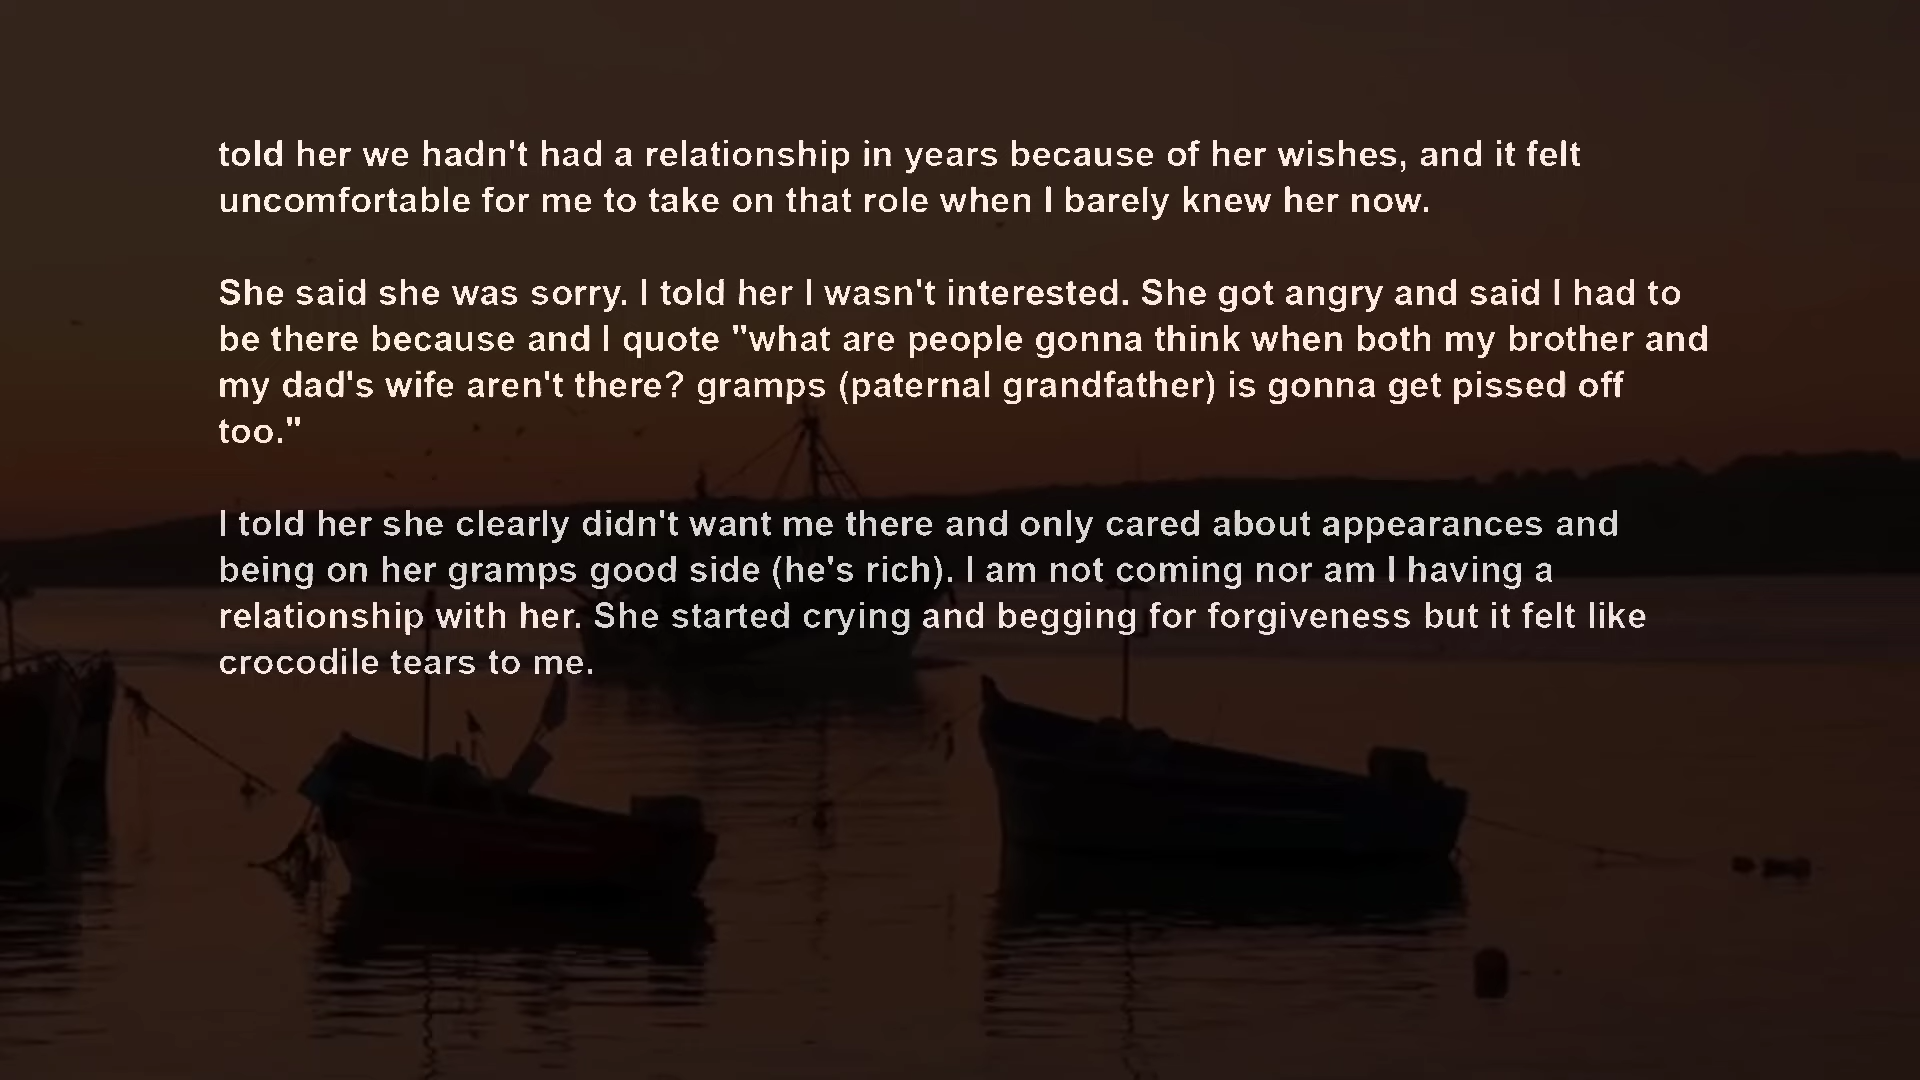 told her we hadn't had a relationship in years because of her wishes, and it felt
uncomfortable for me to take on that role when I barely knew her now.
She said she was sorry. I told her I wasn't interested. She got angry and said I had to
be there because and I quote "what are people gonna think when both my brother and
my dad's wife aren't there? gramps (paternal grandfather) is gonna get pissed off
too."
I told her she clearly didn't want me there and only cared about appearances and
being on her gramps good side (he's rich). I am not coming nor am I having a
relationship with her. She started crying and begging for forgiveness but it felt like
crocodile tears to me.